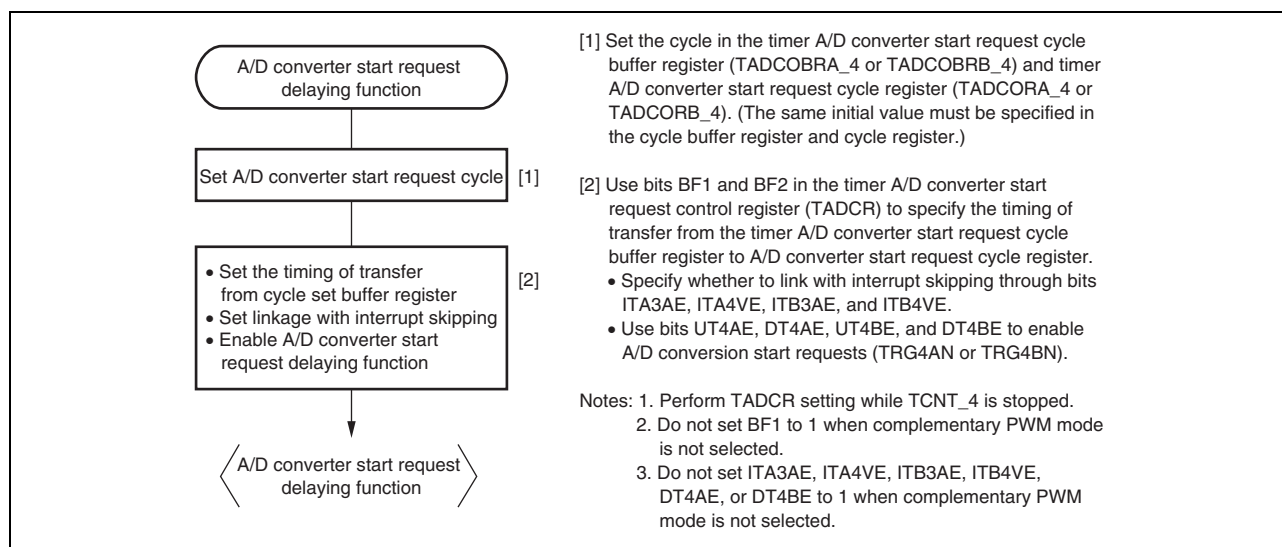 A/D converter start request
delaying function
Set A/D converter start request cycle
[1]
• Set the timing of transfer
from cycle set buffer register
• Set linkage with interrupt skipping
• Enable A/D converter start
request delaying function
[2]
A/D converter start request
delaying function
[1] Set the cycle in the timer A/D converter start request cycle
buffer register (TADCOBRA_4 or TADCOBRB_4) and timer
A/D converter start request cycle register (TADCORA_4 or
TADCORB_4). (The same initial value must be specified in
the cycle buffer register and cycle register.)
[2] Use bits BF1 and BF2 in the timer A/D converter start
request control register (TADCR) to specify the timing of
transfer from the timer A/D converter start request cycle
buffer register to A/D converter start request cycle register.
• Specify whether to link with interrupt skipping through bits
ITA3AE, ITA4VE, ITB3AE, and ITB4VE.
• Use bits UT4AE, DT4AE, UT4BE, and DT4BE to enable
A/D conversion start requests (TRG4AN or TRG4BN).
Notes: 1. Perform TADCR setting while TCNT_4 is stopped.
2. Do not set BF1 to 1 when complementary PWM mode
is not selected.
3. Do not set ITA3AE, ITA4VE, ITB3AE, ITB4VE,
DT4AE, or DT4BE to 1 when complementary PWM
mode is not selected.